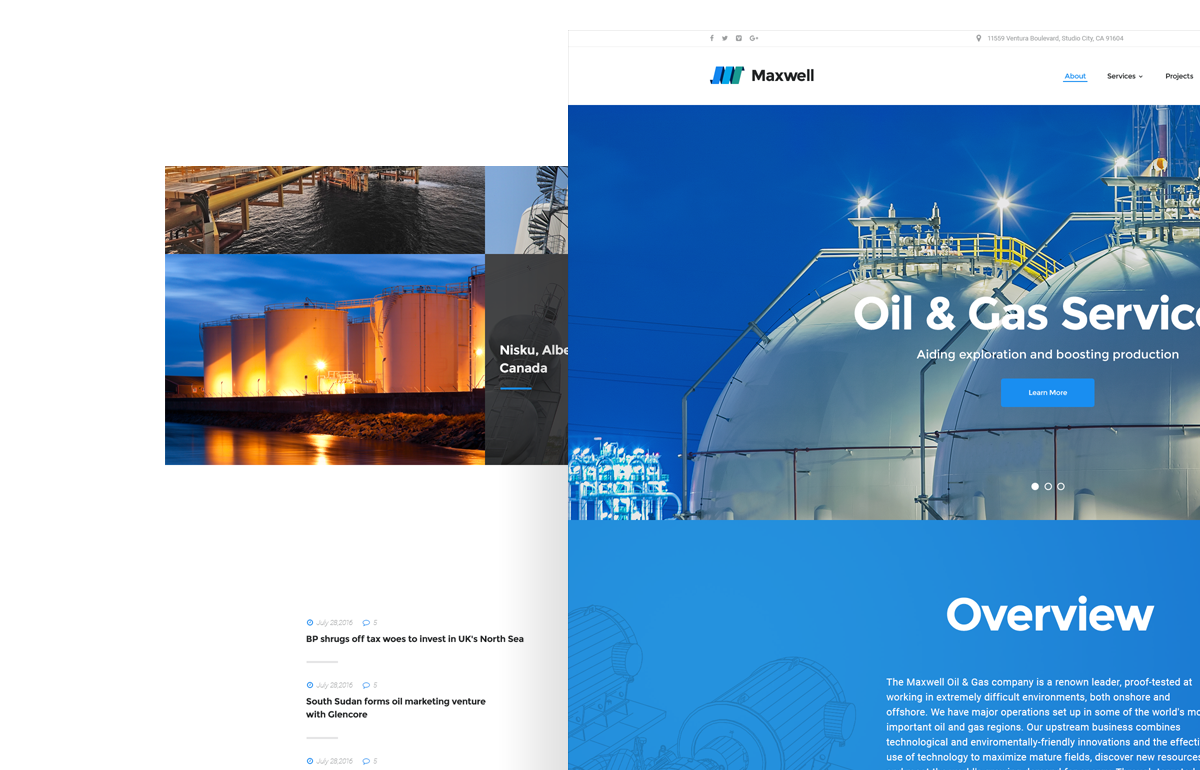 11559 Ventura Boulevard, Studio City, CA 91604
Maxwell
About
Services
Projects
Oil & Gas Servic
Aiding exploration and boosting production
Learn More
Nisku, Albe
Canada
Overview
The Maxwell Oil & Gas company is a renown leader, proof-tested at
working in extremely difficult environments, both onshore and
offshore. We have major operations set up in some of the world's mo
important oil and gas regions. Our upstream business combines
technological and enviromentally-friendly innovations and the effecti
use of technology to maximize mature fields, discover new resources
July 28,2016 5
BP shrugs off tax woes to invest in UK's North Sea
July 28,2016 5
South Sudan forms oil marketing venture
with Glencore
July 28,2016 5